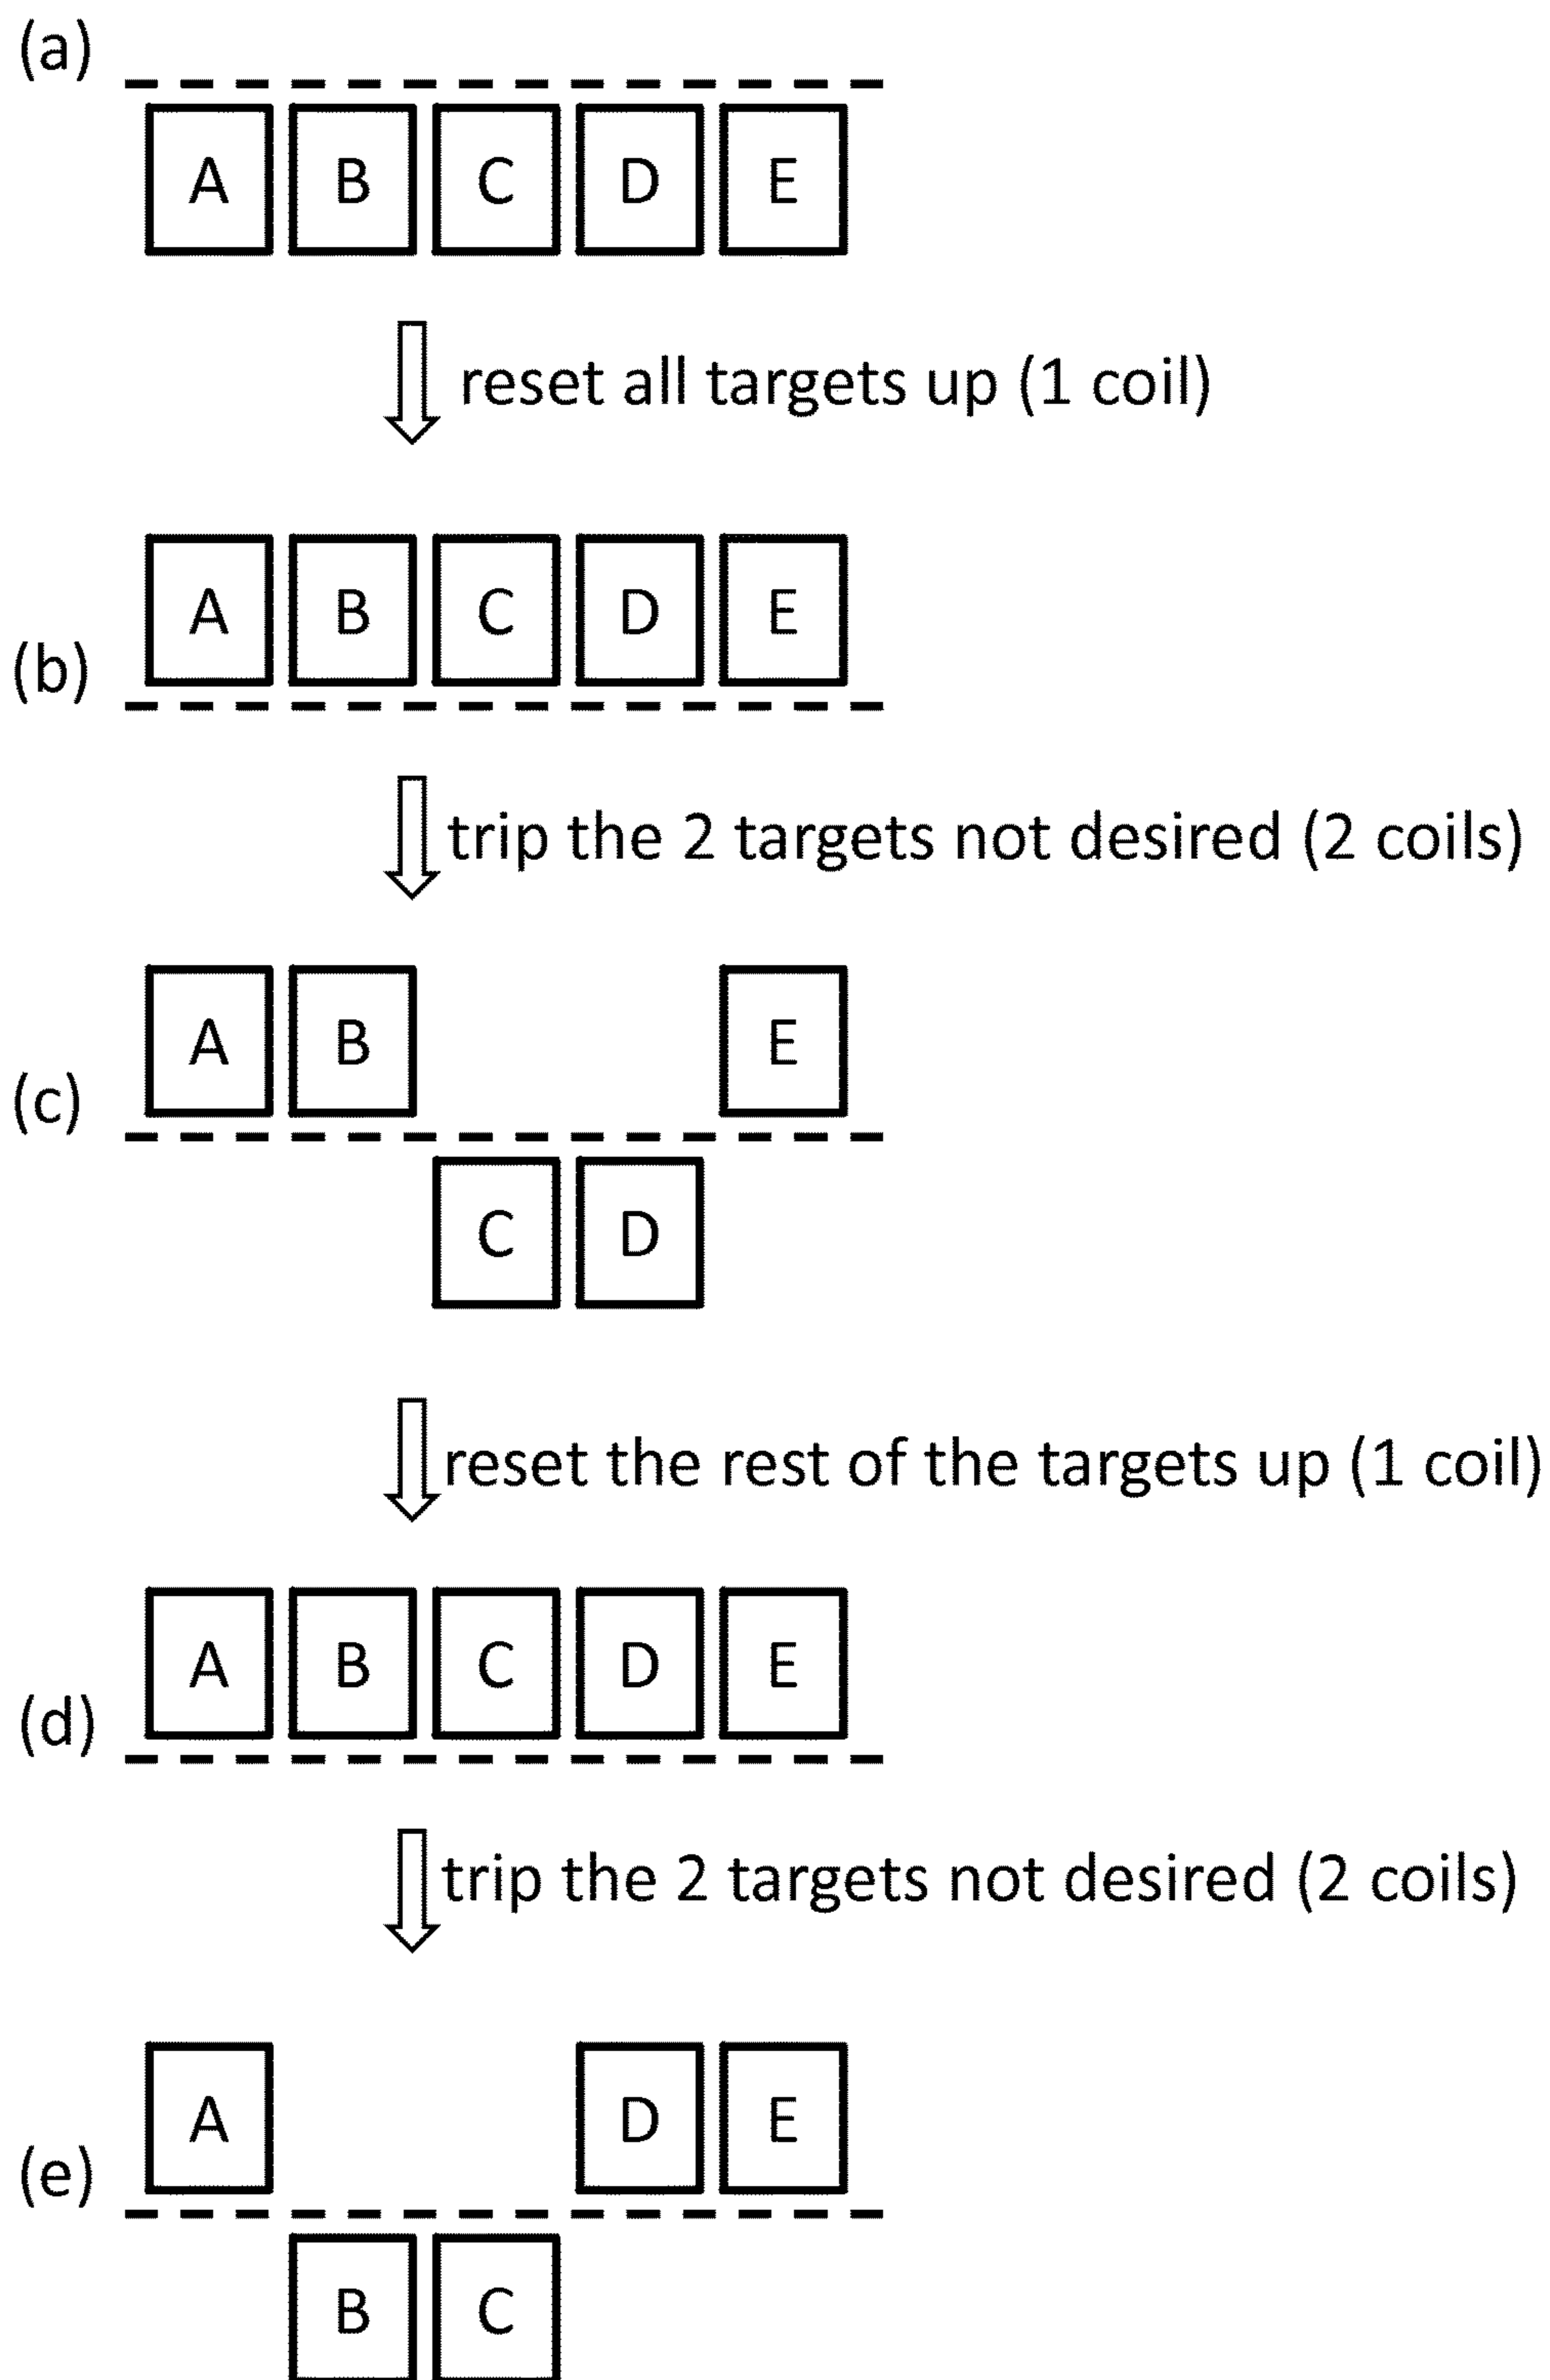 (a)
A B C D E
reset all targets up (1 coil)
A B C D E
(b)
trip the 2 targets not desired (2 coils)
A B E
(c)
C D
reset the rest of the targets up (1 coil)
A B C D E
(d)
trip the 2 targets not desired (2 coils)
A D E
(e)
B C